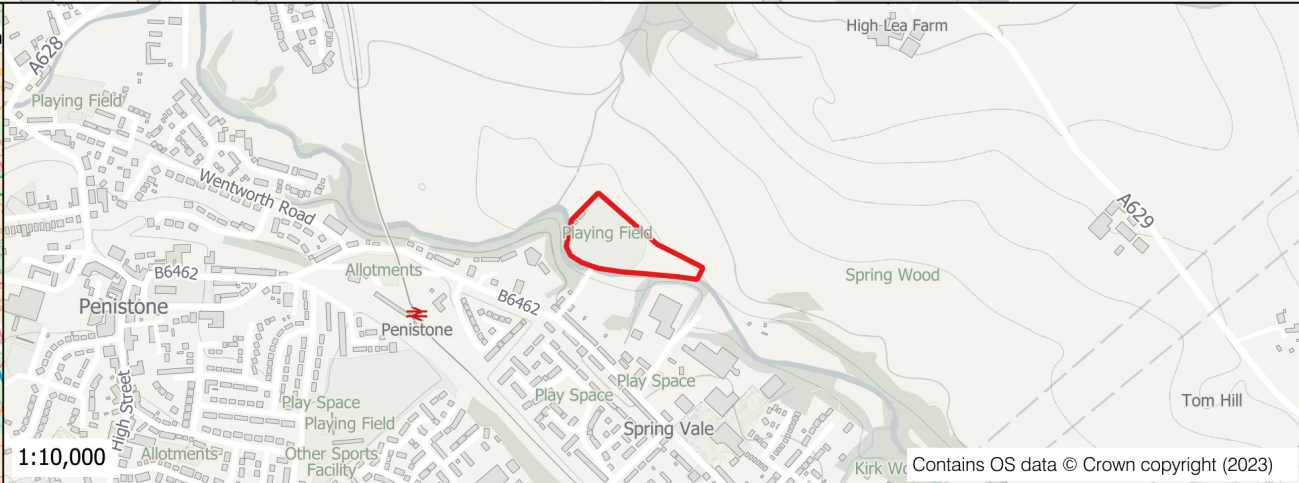 High Lea Farm
A628
Playing Field
Wentworth Road
A629
Playing Field
Allotments
B6462
Spring Wood
Penistone
B6462
Penistone
High Street
Play Space
Play Space
Play Space
Playing Field
Tom Hill
Spring Vale
Allotments
Other Sports
Facility
1:10,000
Contains OS data © Crown copyright (2023)